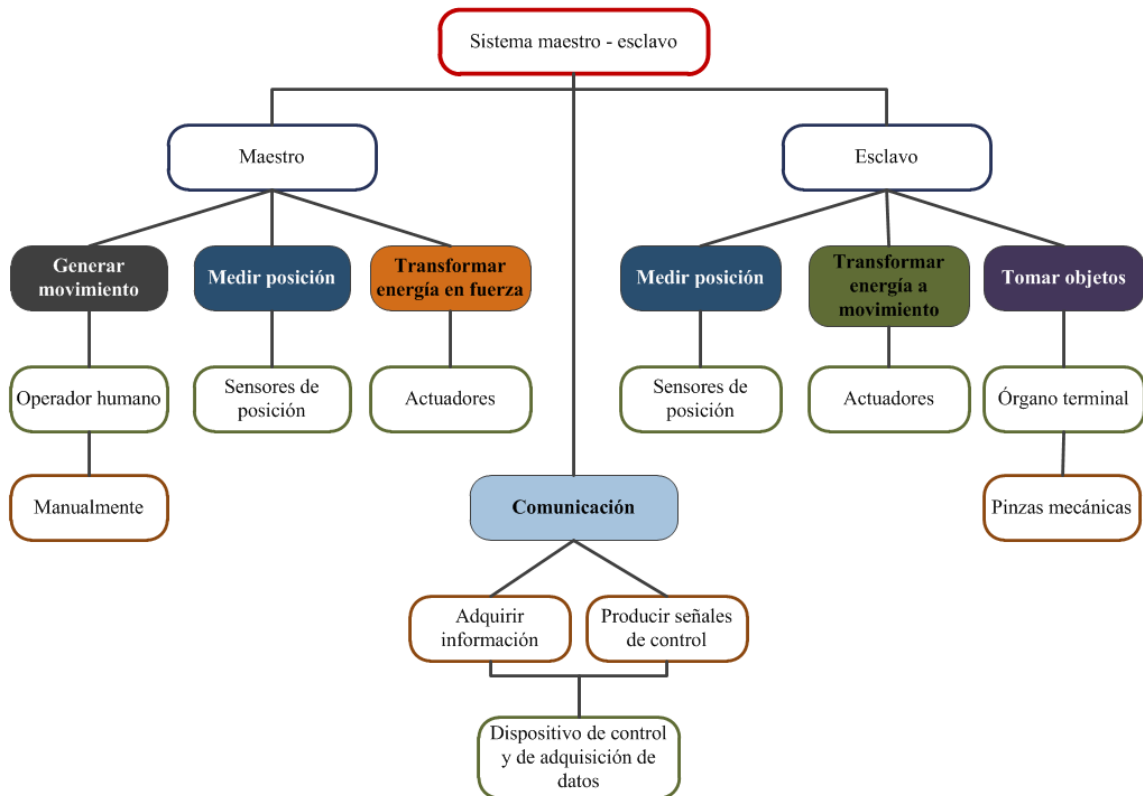 Sistema maestro - esclavo
Maestro
Esclavo
Generar
movimiento
Medir posición
Transformar
energía en fuerza
Medir posición
Transformar
energía a
movimiento
Tomar objetos
Operador humano
Sensores de
posición
Actuadores
Sensores de
posición
Actuadores
Órgano terminal
Manualmente
Pinzas mecánicas
Comunicación
Adquirir
información
Producir señales
de control
Dispositivo de control
y de adquisición de
datos